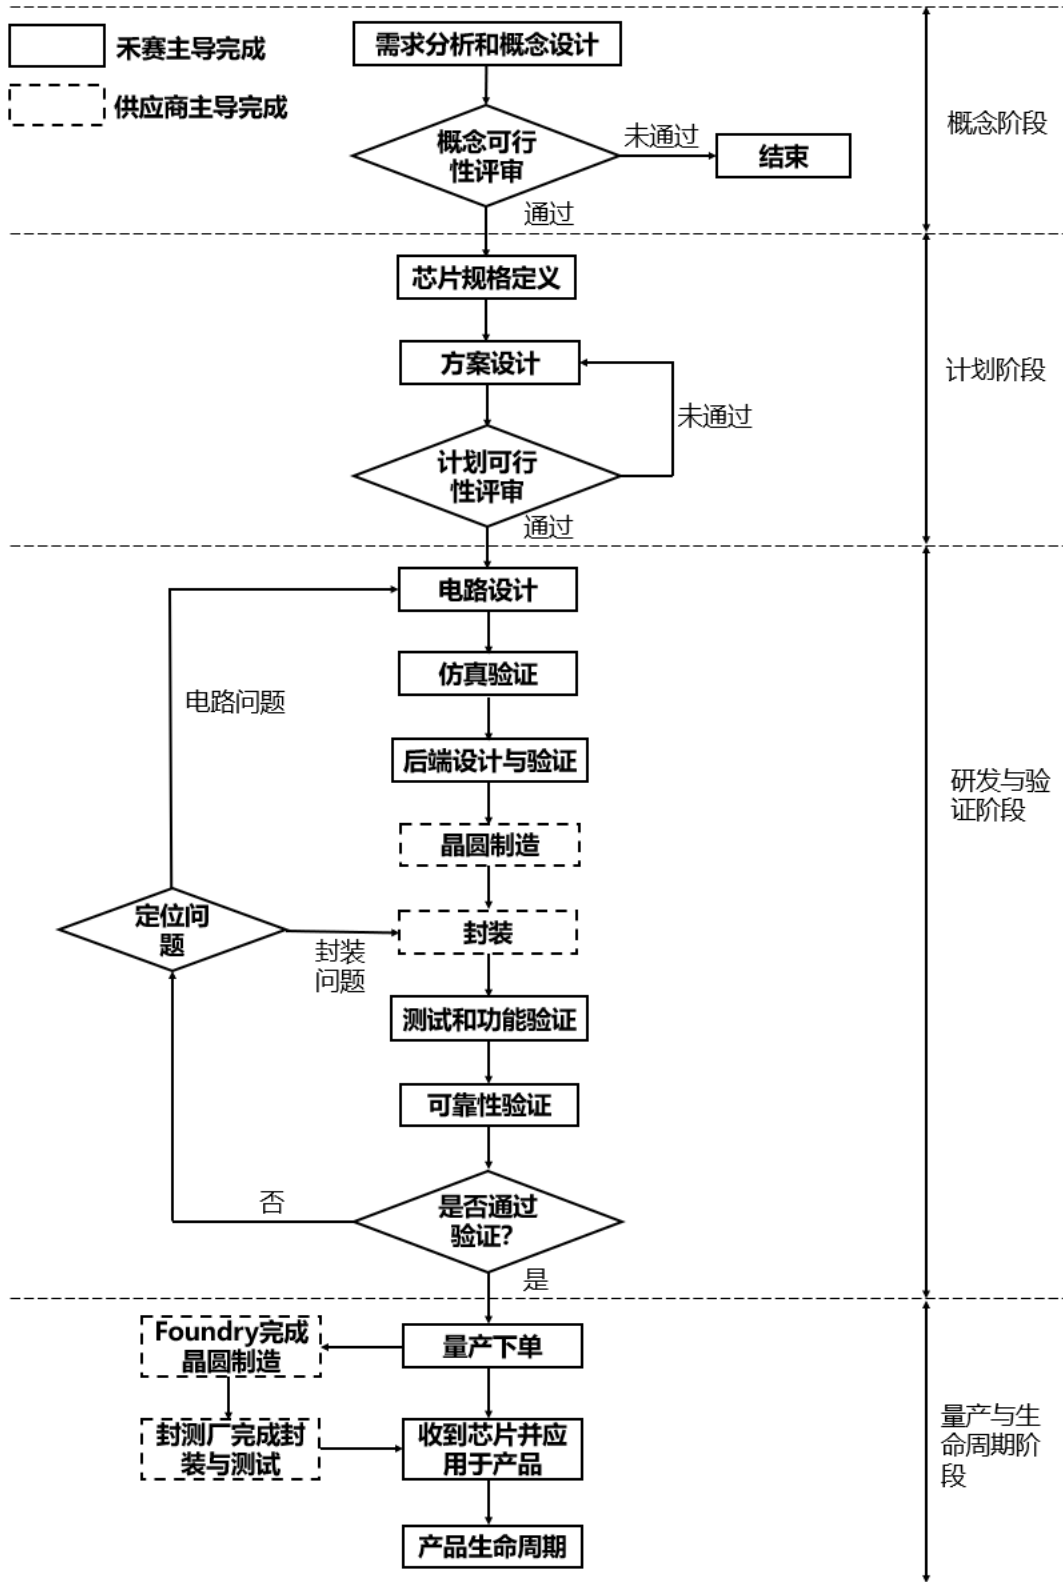 禾赛主导完成
供应商主导完成
需求分析和概念设计
概念可行
性评审
未通过
结束
通过
概念阶段
芯片规格定义
方案设计
未通过
计划可行
性评审
通过
计划阶段
电路设计
仿真验证
电路问题
后端设计与验证
晶圆制造
定位问
题
封装
问题
封装
测试和功能验证
可靠性验证
是否通过
验证?
否
是
研发与验
证阶段
Foundry完成
晶圆制造
量产下单
封测厂完成封
装与测试
收到芯片并应
用于产品
产品生命周期
量产与生
命周期阶
段